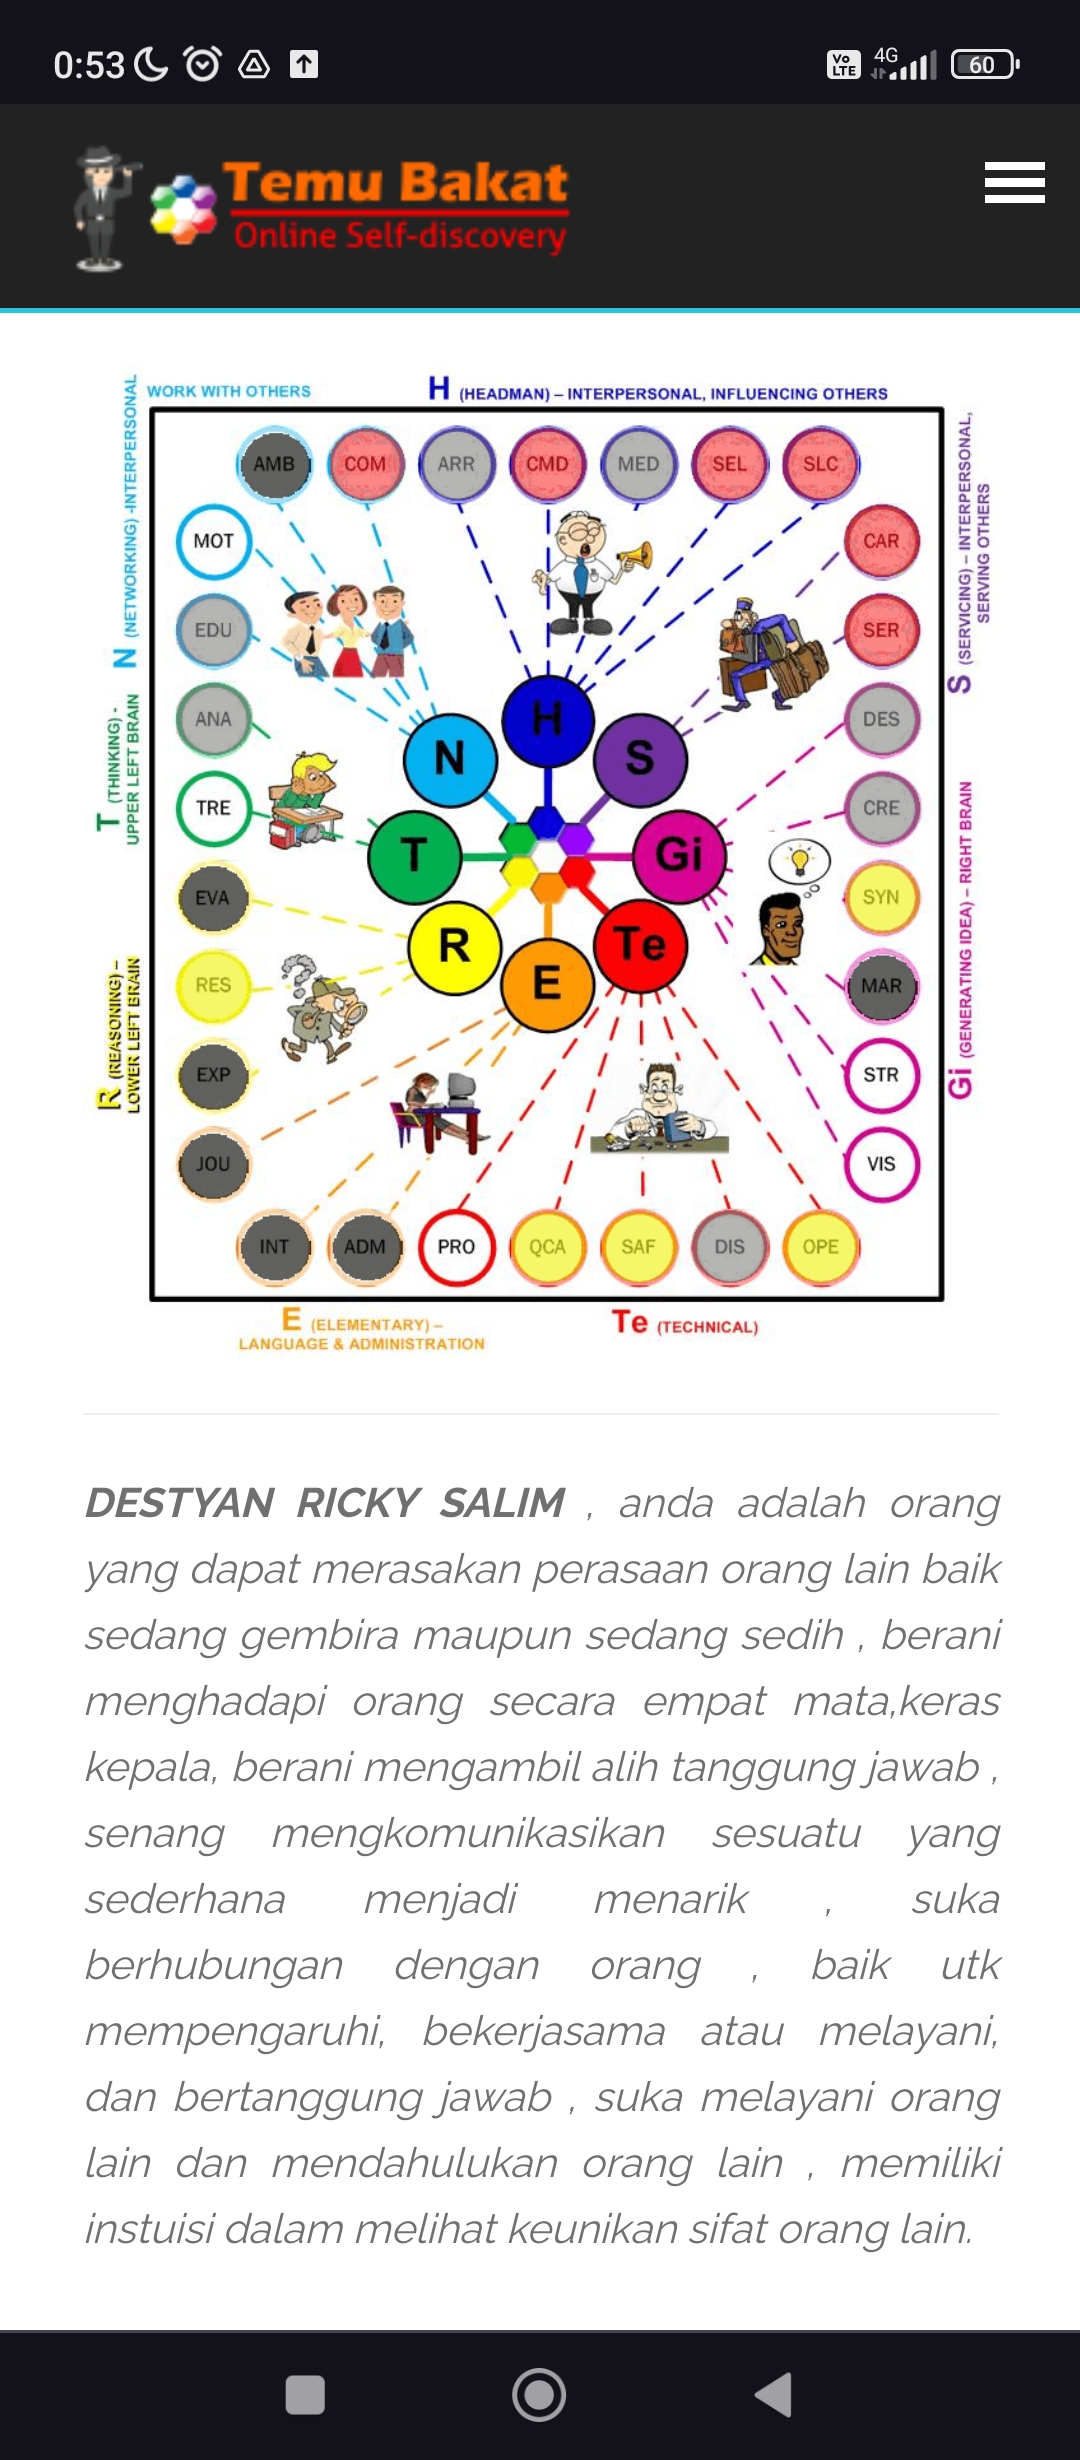 0:53
Vo LTE
4G
60
Temu Bakat
Online Self-discovery
WORK WITH OTHERS
H (HEADMAN) – INTERPERSONAL, INFLUENCING OTHERS
N (NETWORKING) -INTERPERSONAL
S (SERVICING) – INTERPERSONAL,
SERVING OTHERS
AMB
COM
ARR
CMD
MED
SEL
SLC
MOT
CAR
EDU
SER
ANA
DES
TRE
CRE
EVA
SYN
RES
MAR
EXP
STR
JOU
VIS
INT
ADM
PRO
QCA
SAF
DIS
OPE
H
N
S
T
Gi
R
Te
E
T (THINKING) -
UPPER LEFT BRAIN
R (REASONING) –
LOWER LEFT BRAIN
Gi (GENERATING IDEA) – RIGHT BRAIN
E (ELEMENTARY) –
LANGUAGE & ADMINISTRATION
Te (TECHNICAL)
DESTYAN RICKY SALIM , anda adalah orang
yang dapat merasakan perasaan orang lain baik
sedang gembira maupun sedang sedih , berani
menghadapi orang secara empat mata,keras
kepala, berani mengambil alih tanggung jawab ,
senang mengkomunikasikan sesuatu yang
sederhana menjadi menarik , suka
berhubungan dengan orang , baik utk
mempengaruhi, bekerjasama atau melayani,
dan bertanggung jawab , suka melayani orang
lain dan mendahulukan orang lain , memiliki
instuisi dalam melihat keunikan sifat orang lain.